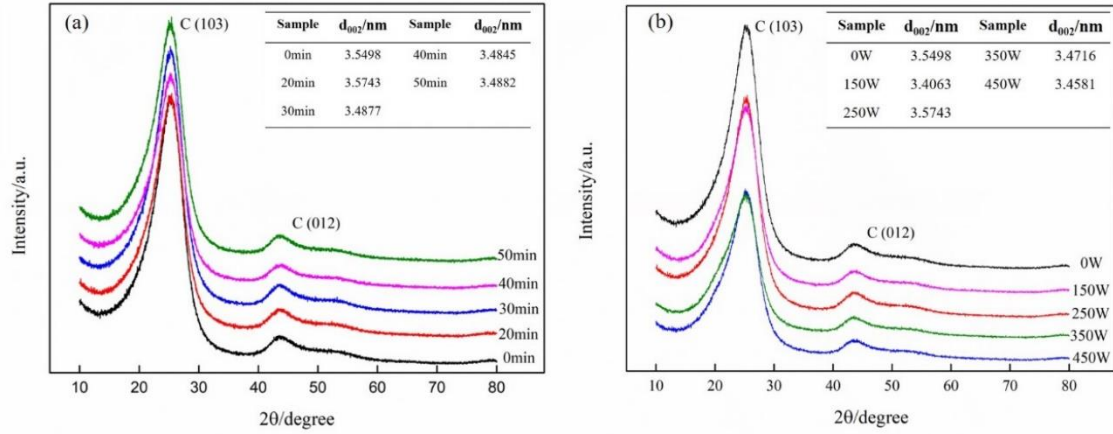 (a)
C (103)
Sample d₀₀₂/nm Sample d₀₀₂/nm
0min 3.5498 40min 3.4845
20min 3.5743 50min 3.4882
30min 3.4877
C (012)
50min
40min
30min
20min
0min
Intensity/a.u.
10 20 30 40 50 60 70 80
2θ/degree
(b)
C (103)
Sample d₀₀₂/nm Sample d₀₀₂/nm
0W 3.5498 350W 3.4716
150W 3.4063 450W 3.4581
250W 3.5743
C (012)
0W
150W
250W
350W
450W
Intensity/a.u.
10 20 30 40 50 60 70 80
2θ/degree